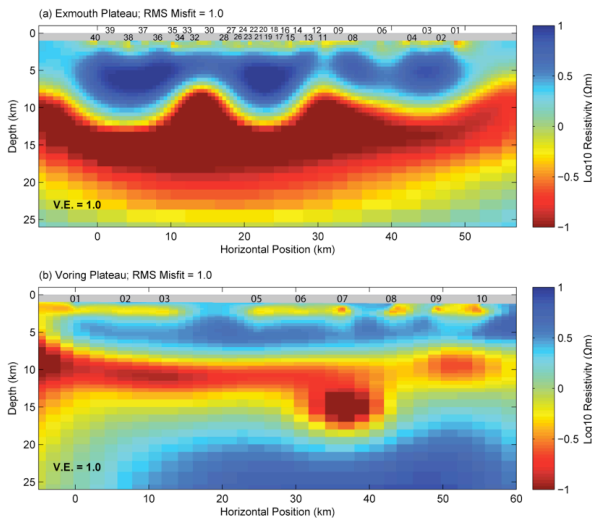 (a) Exmouth Plateau; RMS Misfit = 1.0
39 37 35 33 30 27 24 22 20 18 16 14 12 09 06 03 01
40 38 36 34 32 28 26 23 21 19 17 15 13 11 08 04 02
0
5
10
15
20
25
Depth (km)
V.E. = 1.0
0 10 20 30 40 50
Horizontal Position (km)
1
0.5
0
−0.5
−1
Log10 Resistivity (Ωm)
(b) Voring Plateau; RMS Misfit = 1.0
01 02 03 05 06 07 08 09 10
0
5
10
15
20
25
Depth (km)
V.E. = 1.0
0 10 20 30 40 50 60
Horizontal Position (km)
1
0.5
0
−0.5
−1
Log10 Resistivity (Ωm)